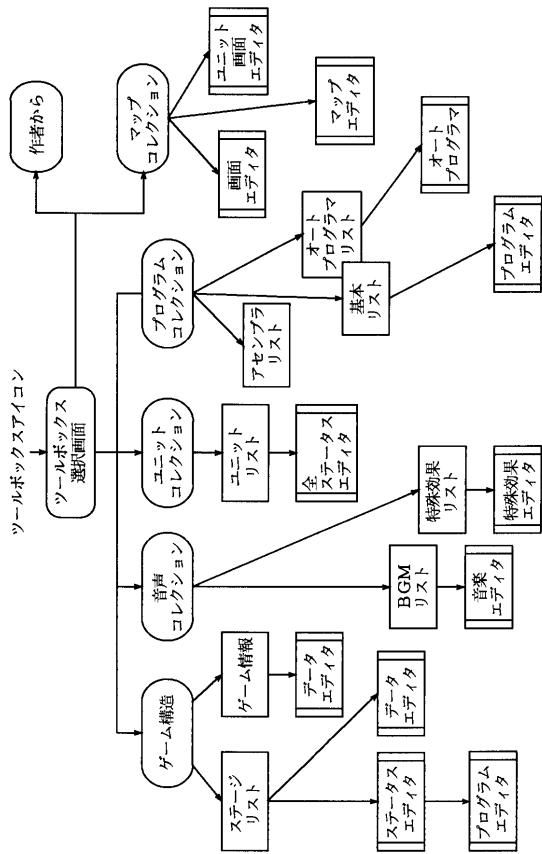 ツールボックスアイコン
ツールボックス
選択画面
ゲーム構造
音声
コレクション
ユニット
コレクション
プログラム
コレクション
マップ
コレクション
作者から
ステージ
リスト
ゲーム情報
ステータス
エディタ
データ
エディタ
データ
エディタ
プログラム
エディタ
BGM
リスト
特殊効果
リスト
音楽
エディタ
特殊効果
エディタ
ユニット
リスト
全
ステータス
エディタ
アセンブラ
リスト
基本
リスト
オート
プログラマ
リスト
プログラム
エディタ
オート
プログラマ
画面
エディタ
マップ
エディタ
ユニット
画面
エディタ